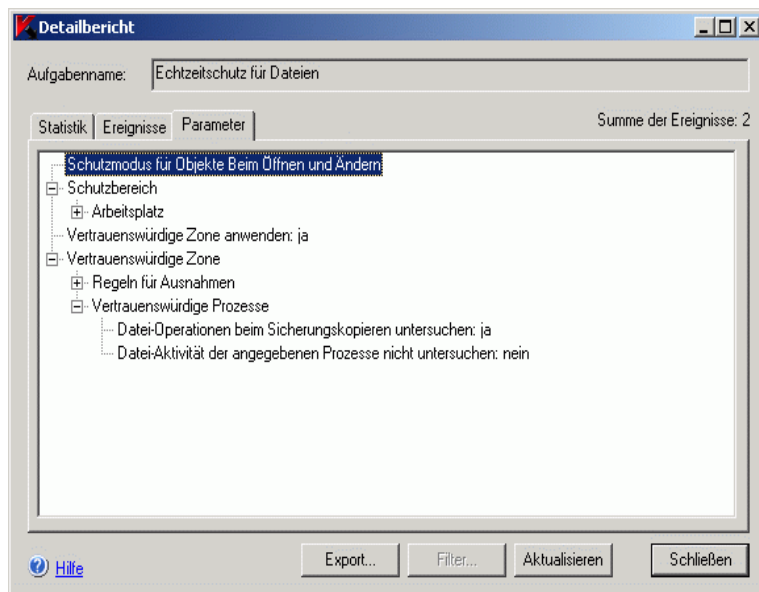 Detailbericht
Aufgabenname: Echtzeitschutz für Dateien
Statistik Ereignisse Parameter Summe der Ereignisse: 2
Schutzmodus für Objekte Beim Öffnen und Ändern
Schutzbereich
Arbeitsplatz
Vertrauenswürdige Zone anwenden: ja
Vertrauenswürdige Zone
Regeln für Ausnahmen
Vertrauenswürdige Prozesse
Datei-Operationen beim Sicherungskopieren untersuchen: ja
Datei-Aktivität der angegebenen Prozesse nicht untersuchen: nein
Hilfe Export... Filter... Aktualisieren Schließen